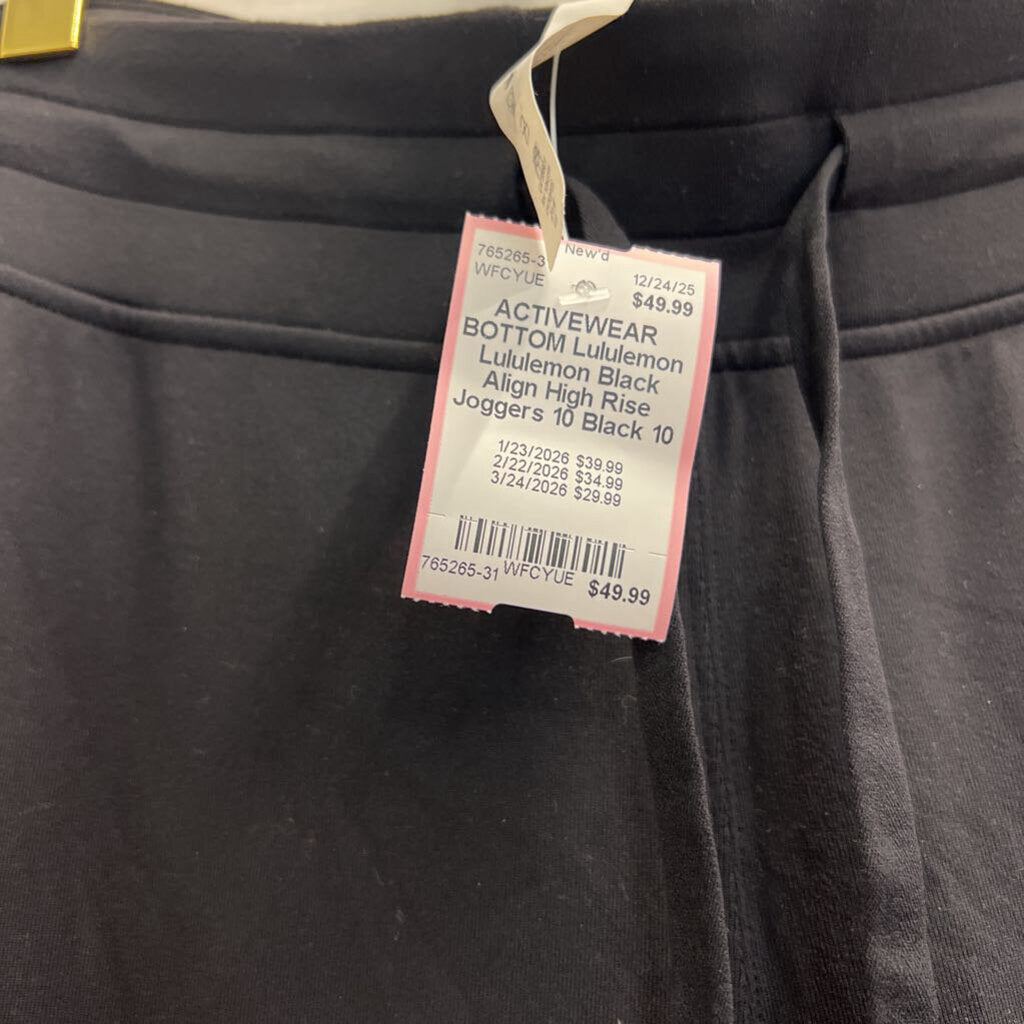 765265-3 New'd 12/24/25
WFCYUE $49.99
ACTIVEWEAR
BOTTOM Lululemon
Lululemon Black
Align High Rise
Joggers 10 Black 10
1/23/2026 $39.99
2/22/2026 $34.99
3/24/2026 $29.99
765265-31 WFCYUE $49.99